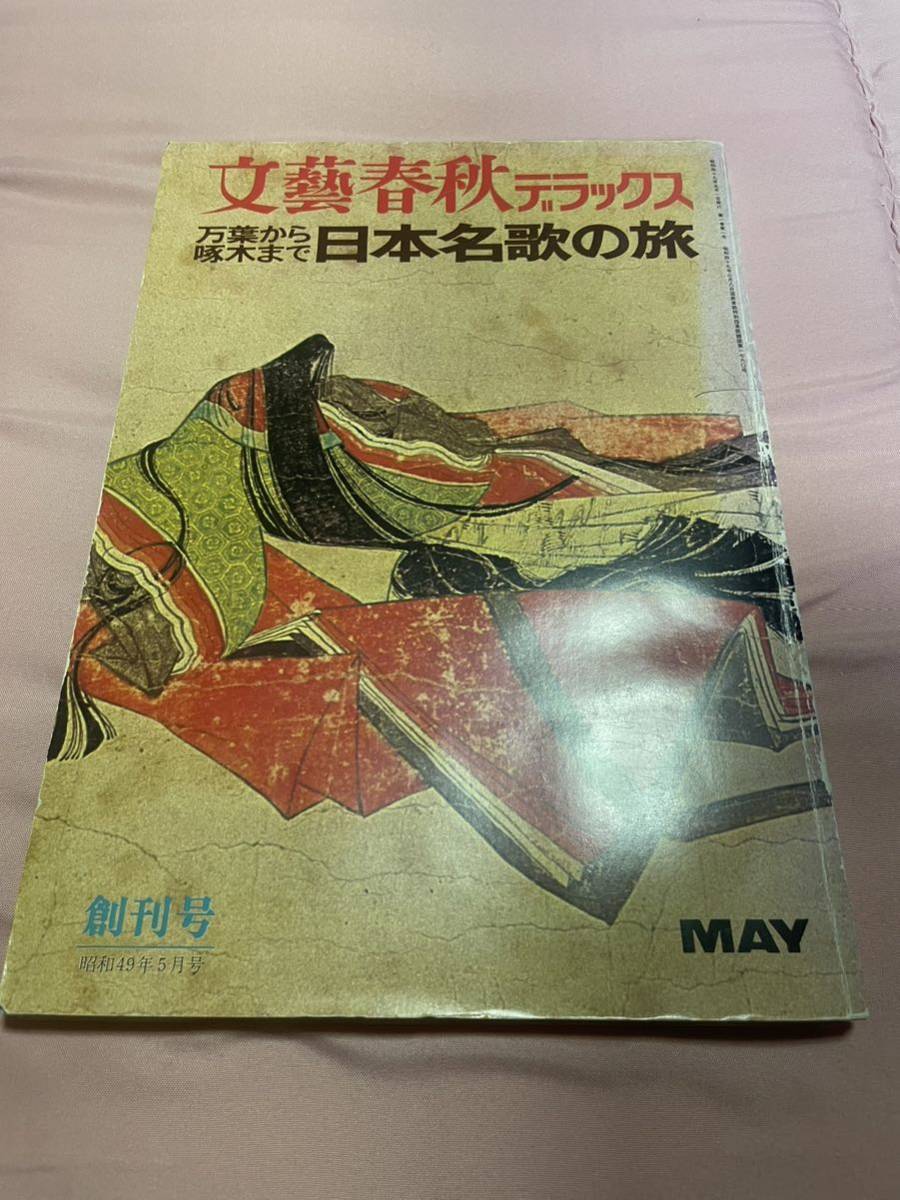 文藝春秋デラックス
万葉から
啄木まで
日本名歌の旅
創刊号
昭和49年5月号
MAY